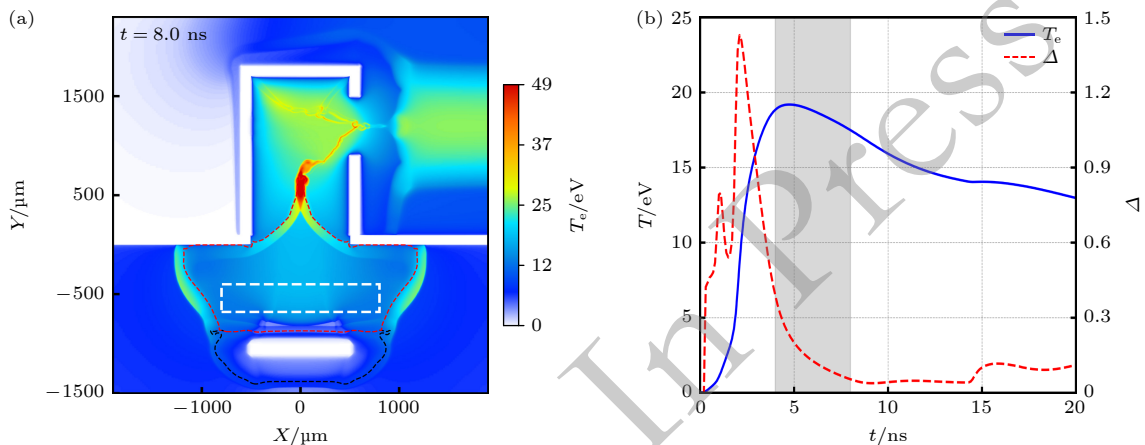 (a)
t = 8.0 ns
1500
500
−500
−1500
Y/μm
−1000
0
1000
X/μm
49
37
25
12
0
T_e/eV
(b)
25
20
15
10
5
0
T/eV
T_e
Δ
1.5
1.2
0.9
0.6
0.3
0
Δ
0
5
10
15
20
t/ns
In Press